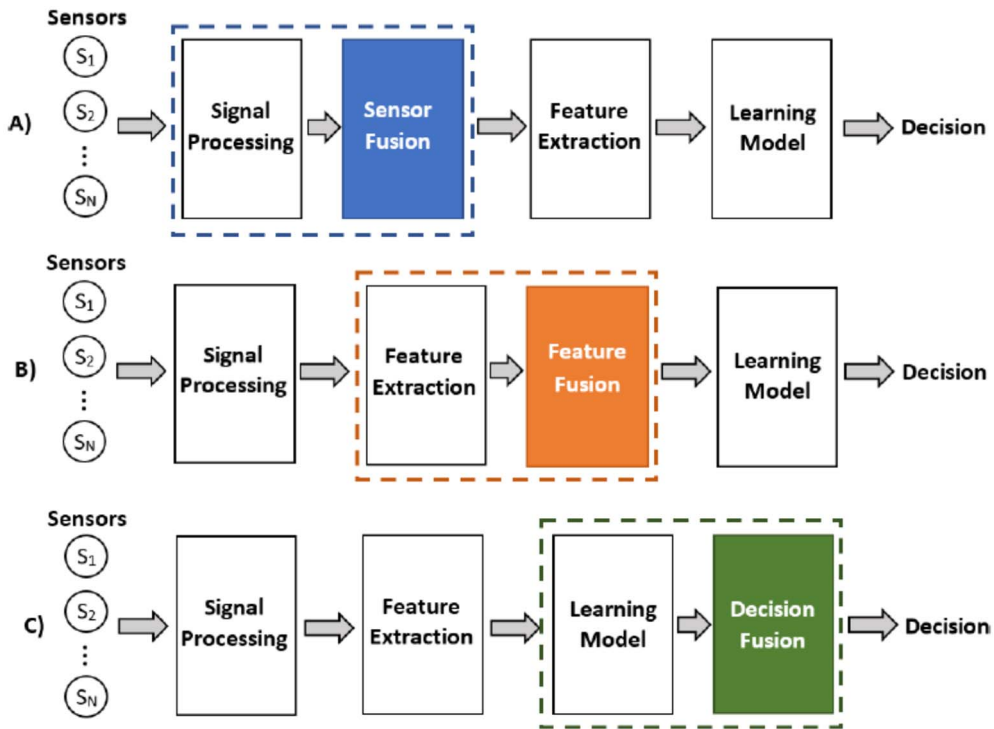 Sensors
S1
A)
S2
⋮
SN
Signal
Processing
Sensor
Fusion
Feature
Extraction
Learning
Model
Decision
Sensors
S1
B)
S2
⋮
SN
Signal
Processing
Feature
Extraction
Feature
Fusion
Learning
Model
Decision
Sensors
S1
C)
S2
⋮
SN
Signal
Processing
Feature
Extraction
Learning
Model
Decision
Fusion
Decision